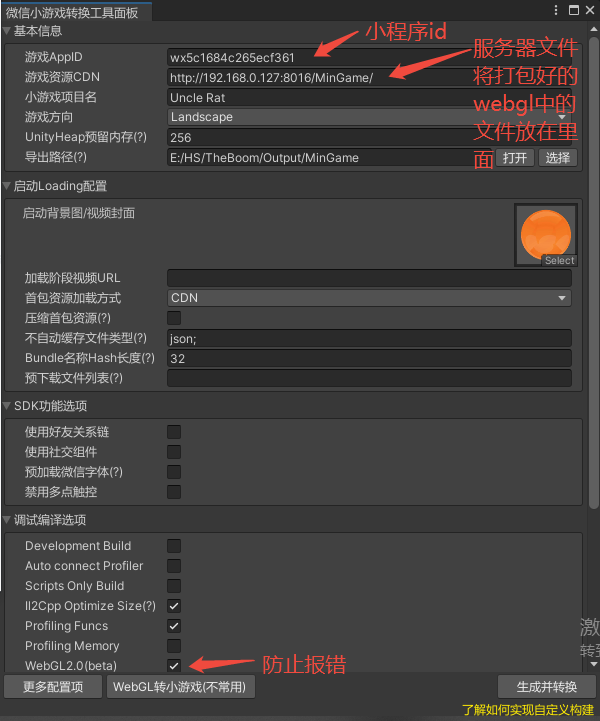 微信小游戏转换工具面板
基本信息
小程序id
游戏AppID wx5c1684c265ecf361
服务器文件
将打包好的
webgl中的
文件放在里
面
游戏资源CDN http://192.168.0.127:8016/MinGame/
小游戏项目名 Uncle Rat
游戏方向 Landscape
UnityHeap预留内存(?) 256
导出路径(?) E:/HS/TheBoom/Output/MinGame 打开 选择
启动Loading配置
启动背景图/视频封面
Select
加载阶段视频URL
首包资源加载方式 CDN
压缩首包资源(?)
不自动缓存文件类型(?) json;
Bundle名称Hash长度(?) 32
预下载文件列表(?)
SDK功能选项
使用好友关系链
使用社交组件
预加载微信字体(?)
禁用多点触控
调试编译选项
Development Build
Auto connect Profiler
Scripts Only Build
Il2Cpp Optimize Size(?)
Profiling Funcs
激
Profiling Memory
转到
WebGL2.0(beta) 防止报错
更多配置项 WebGL转小游戏(不常用) 生成并转换
了解如何实现自定义构建